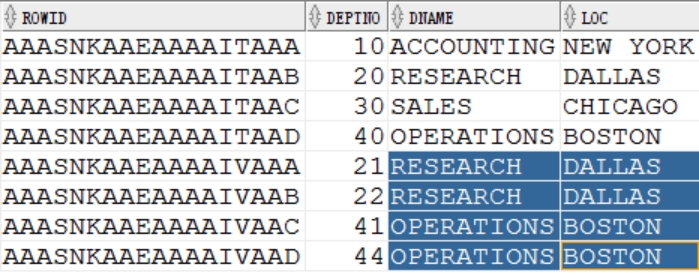 ROWID DEPTNO DNAME LOC
AAASNKAAEAAAAITAAA 10 ACCOUNTING NEW YORK
AAASNKAAEAAAAITAAB 20 RESEARCH DALLAS
AAASNKAAEAAAAITAAC 30 SALES CHICAGO
AAASNKAAEAAAAITAAD 40 OPERATIONS BOSTON
AAASNKAAEAAAAIVAAA 21 RESEARCH DALLAS
AAASNKAAEAAAAIVAAB 22 RESEARCH DALLAS
AAASNKAAEAAAAIVAAC 41 OPERATIONS BOSTON
AAASNKAAEAAAAIVAAD 44 OPERATIONS BOSTON